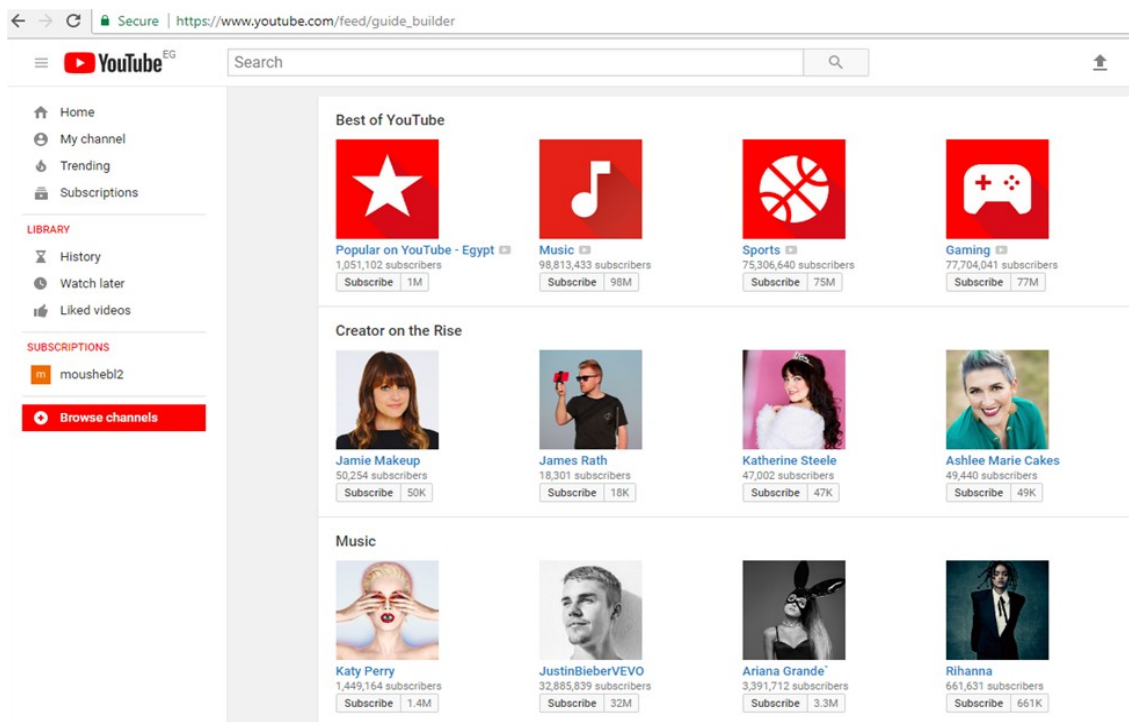 Secure | https://www.youtube.com/feed/guide_builder
YouTube EG
Search
Home
My channel
Trending
Subscriptions
LIBRARY
History
Watch later
Liked videos
SUBSCRIPTIONS
m moushebl2
Browse channels
Best of YouTube
Popular on YouTube - Egypt
1,051,102 subscribers
Subscribe 1M
Music
98,813,433 subscribers
Subscribe 98M
Sports
75,306,640 subscribers
Subscribe 75M
Gaming
77,704,041 subscribers
Subscribe 77M
Creator on the Rise
Jamie Makeup
50,254 subscribers
Subscribe 50K
James Rath
18,301 subscribers
Subscribe 18K
Katherine Steele
47,002 subscribers
Subscribe 47K
Ashlee Marie Cakes
49,440 subscribers
Subscribe 49K
Music
Katy Perry
1,449,164 subscribers
Subscribe 1.4M
JustinBieberVEVO
32,885,839 subscribers
Subscribe 32M
Ariana Grande`
3,391,712 subscribers
Subscribe 3.3M
Rihanna
661,631 subscribers
Subscribe 661K